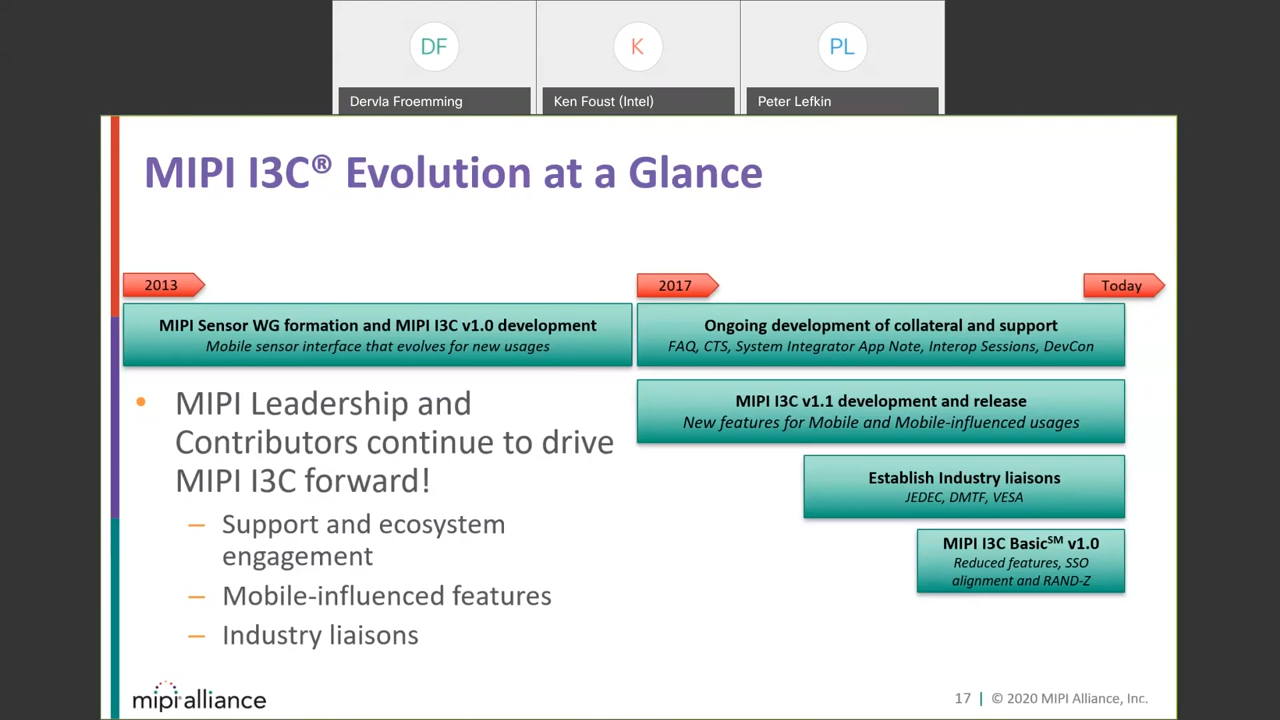 DF
K
PL
Dervla Froemming
Ken Foust (Intel)
Peter Lefkin
MIPI I3C® Evolution at a Glance
2013
2017
Today
MIPI Sensor WG formation and MIPI I3C v1.0 development
Mobile sensor interface that evolves for new usages
Ongoing development of collateral and support
FAQ, CTS, System Integrator App Note, Interop Sessions, DevCon
MIPI I3C v1.1 development and release
New features for Mobile and Mobile-influenced usages
Establish Industry liaisons
JEDEC, DMTF, VESA
MIPI I3C Basic℠ v1.0
Reduced features, SSO
alignment and RAND-Z
• MIPI Leadership and
Contributors continue to drive
MIPI I3C forward!
– Support and ecosystem
engagement
– Mobile-influenced features
– Industry liaisons
mipi alliance
17 | © 2020 MIPI Alliance, Inc.